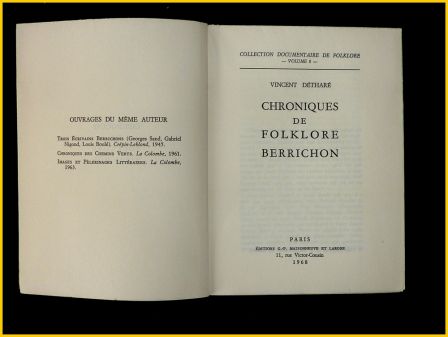 OUVRAGES DU MÊME AUTEUR
Trois Écrivains Berrichons (Georges Sand, Gabriel
Nigond, Louis Boulé). Crépin-Leblond, 1945.
Chroniques des Chemins Verts. La Colombe, 1961.
Images et Pèlerinages Littéraires. La Colombe,
1963.
COLLECTION DOCUMENTAIRE DE FOLKLORE
— VOLUME 8 —
VINCENT DÉTHARÉ
CHRONIQUES
DE
FOLKLORE
BERRICHON
PARIS
ÉDITIONS G.-P. MAISONNEUVE ET LAROSE
11, rue Victor-Cousin
1968